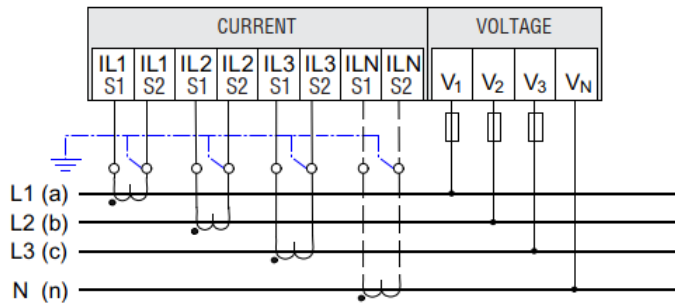 CURRENT VOLTAGE
IL1 IL1 IL2 IL2 IL3 IL3 ILN ILN
S1 S2 S1 S2 S1 S2 S1 S2
V1 V2 V3 VN
L1 (a)
L2 (b)
L3 (c)
N (n)